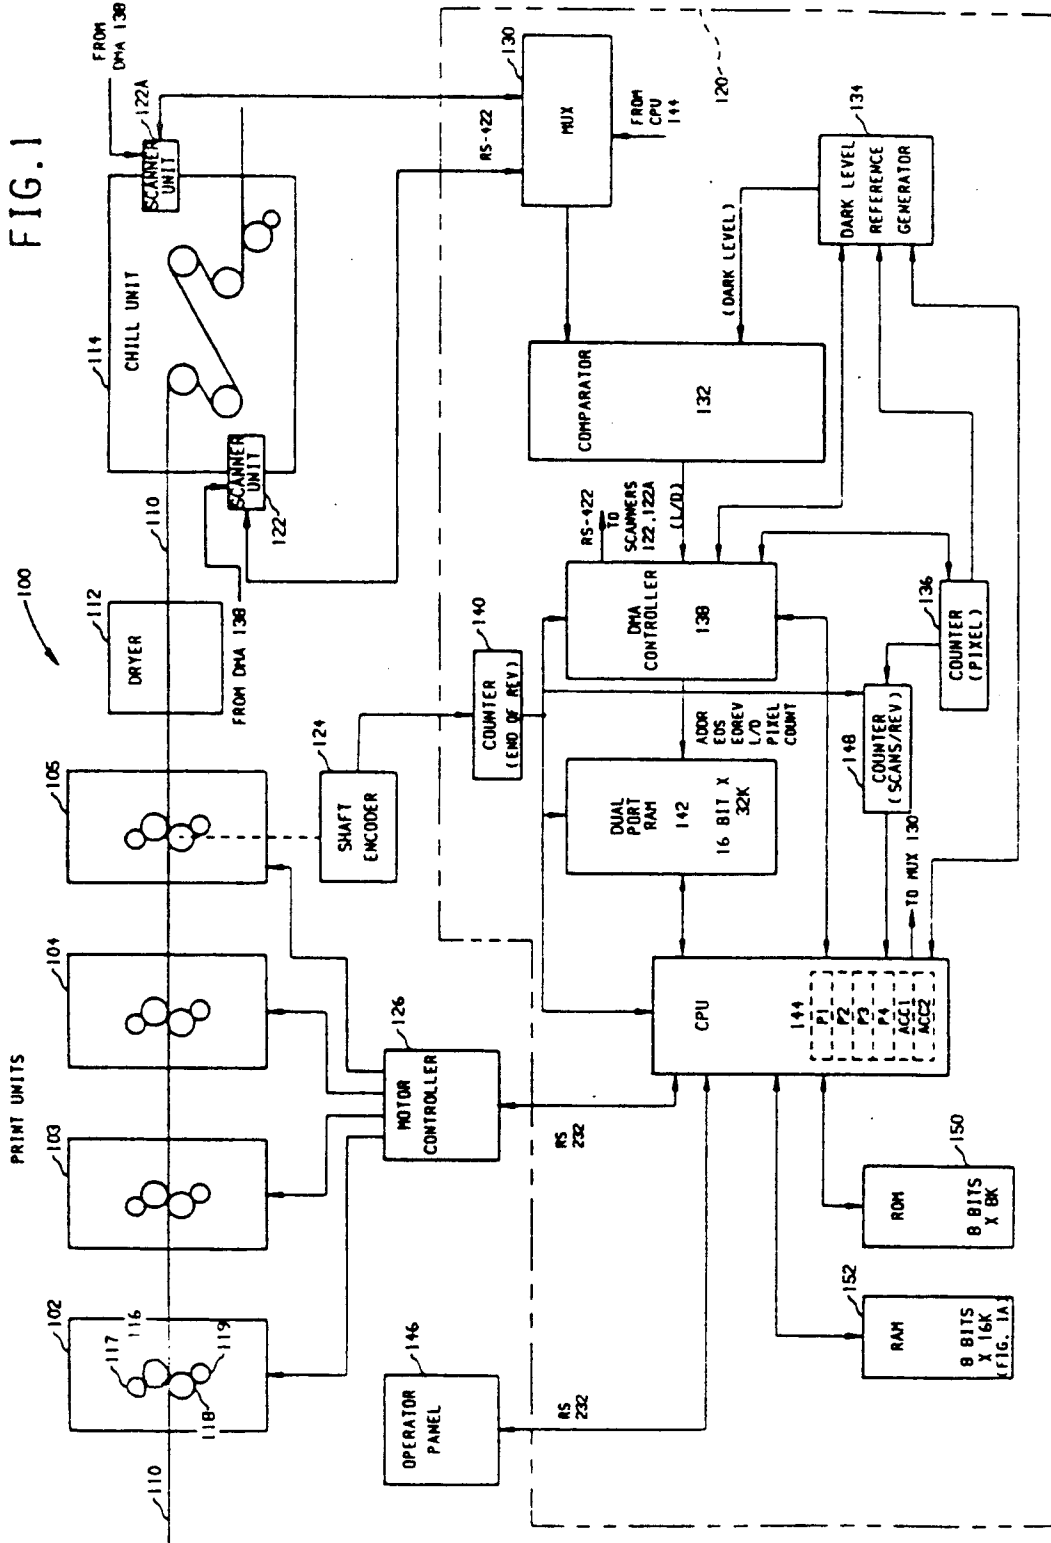 FIG.1
PRINT UNITS
100
110
102
117
116
118
119
103
104
105
112
DRYER
110
114
CHILL UNIT
SCANNER
UNIT
122
FROM DMA 138
SCANNER
UNIT
122A
FROM
DMA 138
146
OPERATOR
PANEL
126
MOTOR
CONTROLLER
124
SHAFT
ENCODER
RS
232
RS
232
140
COUNTER
(END OF REV)
RS-422
TO
SCANNERS
122,122A
RS-422
130
MUX
FROM
CPU
144
120
COMPARATOR
132
(L/D)
(DARK LEVEL)
134
DARK LEVEL
REFERENCE
GENERATOR
DMA
CONTROLLER
138
ADDR
EOS
EOREV
L/D
PIXEL
COUNT
DUAL
PORT
RAM
142
16 BIT X
32K
136
COUNTER
(PIXEL)
148
COUNTER
(SCANS/REV)
TO MUX 130
CPU
144
P1
P2
P3
P4
ACC1
ACC2
152
RAM
8 BITS
X 16K
(FIG. 1A)
150
ROM
8 BITS
X 8K